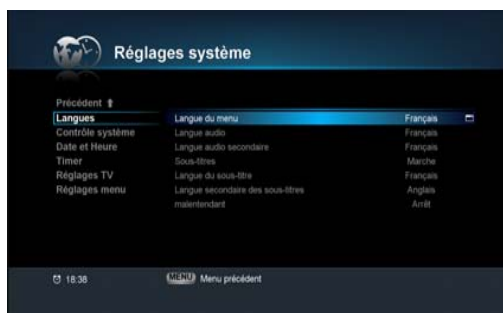 Réglages système
Précédent
Langues
Contrôle système
Date et Heure
Timer
Réglages TV
Réglages menu
Langue du menu Français
Langue audio Français
Langue audio secondaire Français
Sous-titres Marche
Langue du sous-titre Français
Langue secondaire des sous-titres Anglais
malentendant Arrêt
18:38
MENU Menu précédent